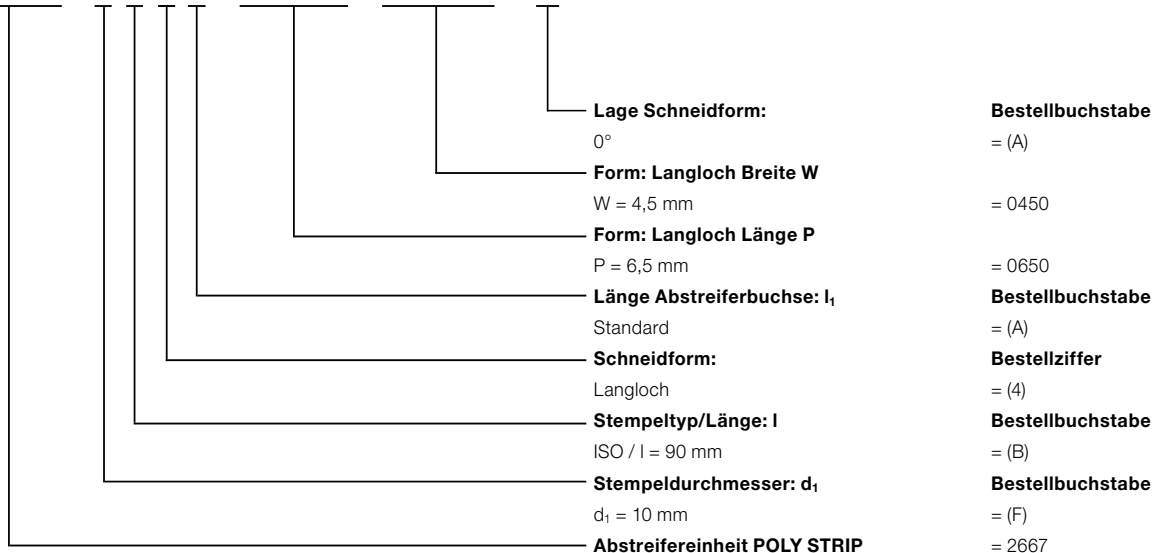 Lage Schneidform: Bestellbuchstabe
0° = (A)
Form: Langloch Breite W
W = 4,5 mm = 0450
Form: Langloch Länge P
P = 6,5 mm = 0650
Länge Abstreiferbuchse: l₁ Bestellbuchstabe
Standard = (A)
Schneidform: Bestellziffer
Langloch = (4)
Stempeltyp/Länge: l Bestellbuchstabe
ISO / l = 90 mm = (B)
Stempeldurchmesser: d₁ Bestellbuchstabe
d₁ = 10 mm = (F)
Abstreifereinheit POLY STRIP = 2667